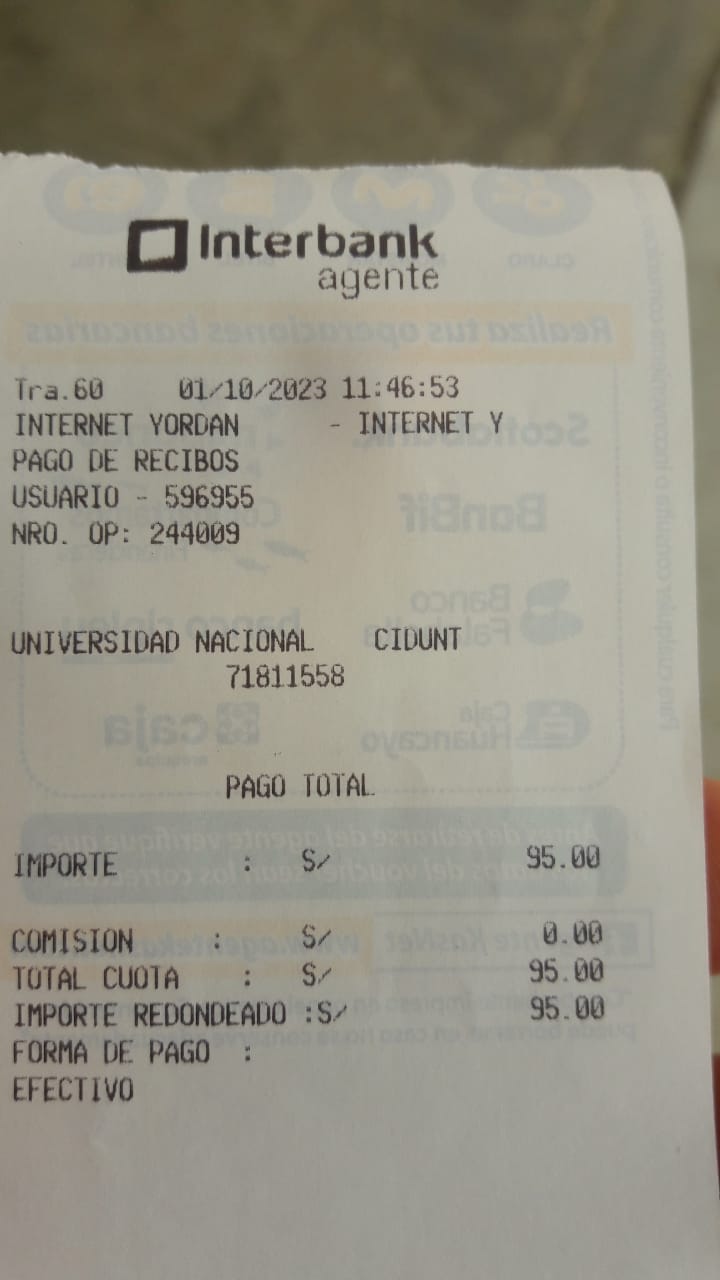 Interbank
agente
Tra.60 01/10/2023 11:46:53
INTERNET YORDAN - INTERNET Y
PAGO DE RECIBOS
USUARIO - 596955
NRO. OP: 244009
UNIVERSIDAD NACIONAL CIDUNT
71811558
PAGO TOTAL
IMPORTE : S/ 95.00
COMISION : S/ 0.00
TOTAL CUOTA : S/ 95.00
IMPORTE REDONDEADO :S/ 95.00
FORMA DE PAGO :
EFECTIVO